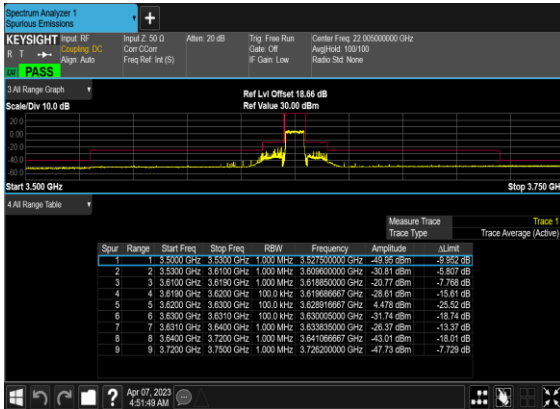 Spectrum Analyzer 1
Spurious Emissions
+
KEYSIGHT Input: RF Input Z: 50 Ω Atten: 20 dB Trig: Free Run Center Freq: 22.005000000 GHz
R T Coupling: DC Corr CCorr Gate: Off Avg|Hold: 100/100
Align: Auto Freq Ref: Int (S) IF Gain: Low Radio Std: None
LXI PASS
3 All Range Graph
Ref Lvl Offset 18.66 dB
Scale/Div 10.0 dB Ref Value 30.00 dBm
20.0
0.00
-20.0
-40.0
-60.0
Start 3.500 GHz Stop 3.750 GH
4 All Range Table
Measure Trace Trace 1
Trace Type Trace Average (Active)
Spur Range Start Freq Stop Freq RBW Frequency Amplitude ΔLimit
1 1 3.5000 GHz 3.5300 GHz 1.000 MHz 3.527500000 GHz -49.95 dBm -9.952 dB
2 2 3.5300 GHz 3.6100 GHz 1.000 MHz 3.609600000 GHz -30.81 dBm -5.807 dB
3 3 3.6100 GHz 3.6190 GHz 1.000 MHz 3.618850000 GHz -20.77 dBm -7.768 dB
4 4 3.6190 GHz 3.6200 GHz 100.0 kHz 3.619686667 GHz -28.61 dBm -15.61 dB
5 5 3.6200 GHz 3.6300 GHz 100.0 kHz 3.628916667 GHz 4.478 dBm -25.52 dB
6 6 3.6300 GHz 3.6310 GHz 100.0 kHz 3.630005000 GHz -31.74 dBm -18.74 dB
7 7 3.6310 GHz 3.6400 GHz 1.000 MHz 3.633835000 GHz -26.37 dBm -13.37 dB
8 8 3.6400 GHz 3.7200 GHz 1.000 MHz 3.641066667 GHz -43.01 dBm -18.01 dB
9 9 3.7200 GHz 3.7500 GHz 1.000 MHz 3.726200000 GHz -47.73 dBm -7.729 dB
? Apr 07, 2023
4:51:49 AM